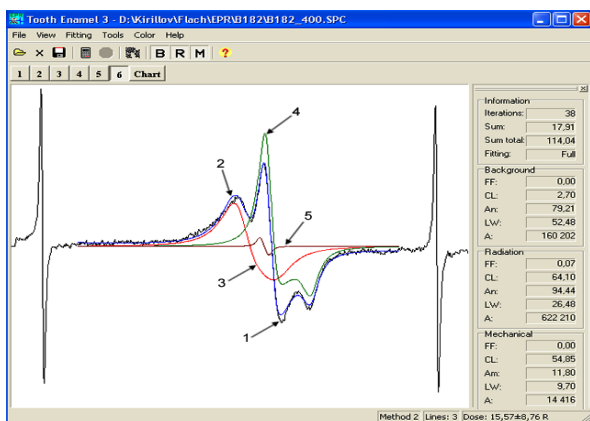 Tooth Enamel 3 - D:\Kirillov\Flach\EPR\B182\B182_400.SPC
File View Fitting Tools Color Help
B R M ?
1 2 3 4 5 6 Chart
4
2
5
3
1
Information
Iterations: 38
Sum: 17,91
Sum total: 114,04
Fitting: Full
Background
FF: 0,00
CL: 2,70
An: 79,21
LW: 52,48
A: 160 202
Radiation
FF: 0,07
CL: 64,10
An: 94,44
LW: 26,48
A: 622 210
Mechanical
FF: 0,00
CL: 54,85
Am: 11,80
LW: 9,70
A: 14 416
Method 2 Lines: 3 Dose: 15,57±8,76 R